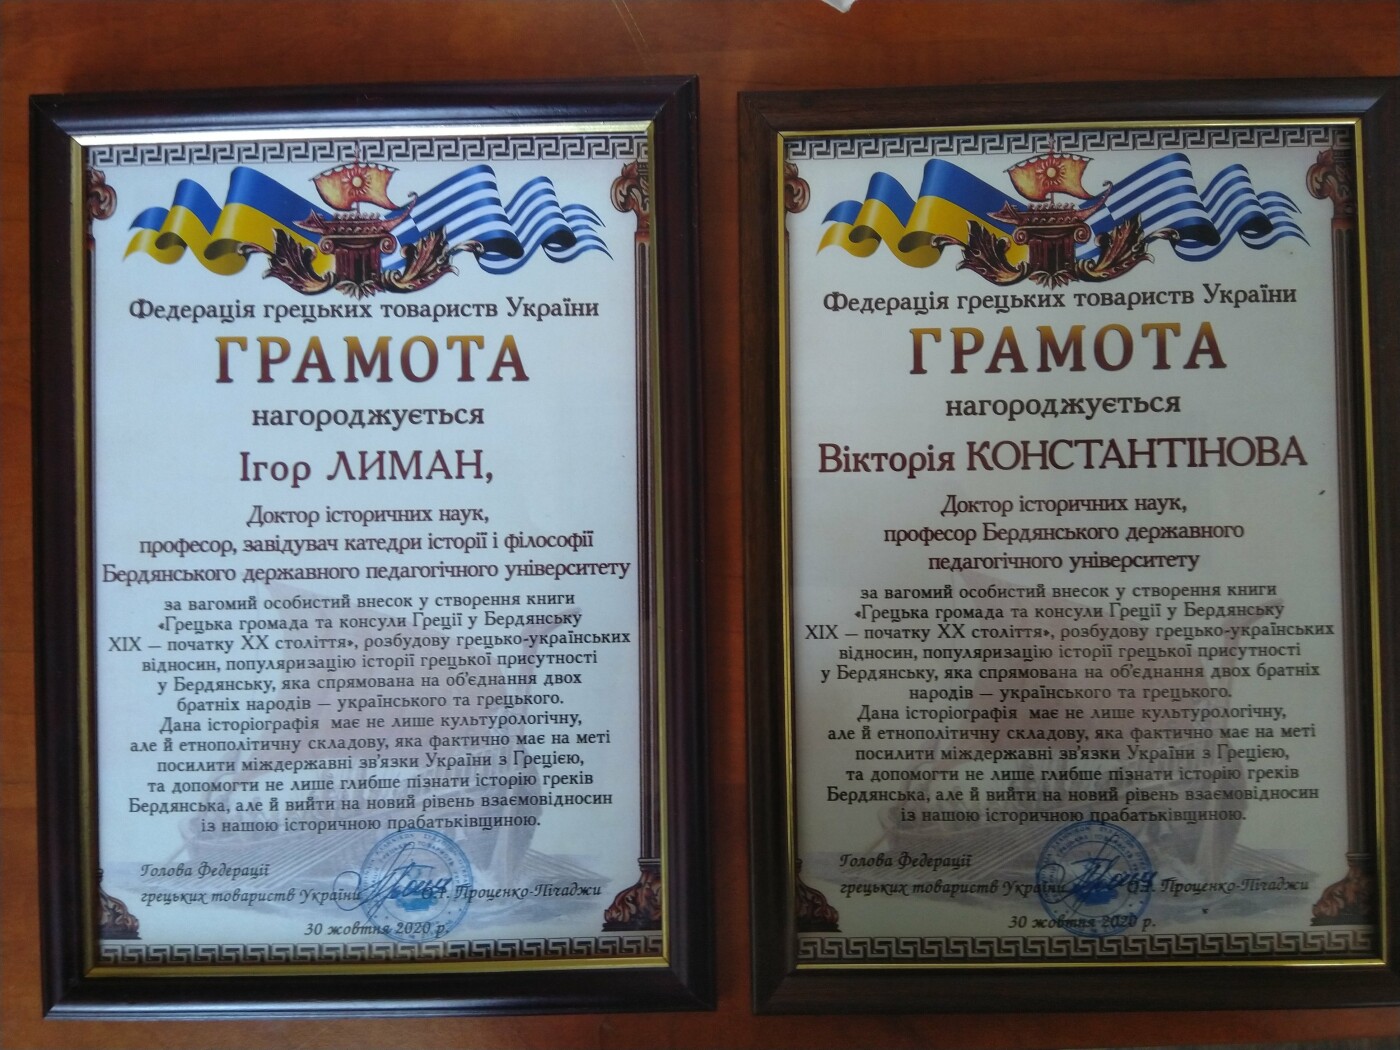 Федерація грецьких товариств України
ГРАМОТА
нагороджується
Ігор ЛИМАН,
Доктор історичних наук,
професор, завідувач катедри історії і філософії
Бердянського державного педагогічного університету
за вагомий особистий внесок у створення книги
«Грецька громада та консули Греції у Бердянську
ХІХ — початку ХХ століття», розбудову грецько-українських
відносин, популяризацію історії грецької присутності
у Бердянську, яка спрямована на об'єднання двох
братніх народів — українського та грецького.
Дана історіографія має не лише культурологічну,
але й етнополітичну складову, яка фактично має на меті
посилити міждержавні зв'язки України з Грецією,
та допомогти не лише глибше пізнати історію греків
Бердянська, але й вийти на новий рівень взаємовідносин
із нашою історичною прабатьківщиною.
Голова Федерації
грецьких товариств України О.І. Проценко-Пічаджи
30 жовтня 2020 р.
Федерація грецьких товариств України
ГРАМОТА
нагороджується
Вікторія КОНСТАНТІНОВА
Доктор історичних наук,
професор Бердянського державного
педагогічного університету
за вагомий особистий внесок у створення книги
«Грецька громада та консули Греції у Бердянську
ХІХ — початку ХХ століття», розбудову грецько-українських
відносин, популяризацію історії грецької присутності
у Бердянську, яка спрямована на об'єднання двох братніх
народів — українського та грецького.
Дана історіографія має не лише культурологічну,
але й етнополітичну складову, яка фактично має на меті
посилити міждержавні зв'язки України з Грецією,
та допомогти не лише глибше пізнати історію греків
Бердянська, але й вийти на новий рівень взаємовідносин
із нашою історичною прабатьківщиною.
Голова Федерації
грецьких товариств України О.І. Проценко-Пічаджи
30 жовтня 2020 р.